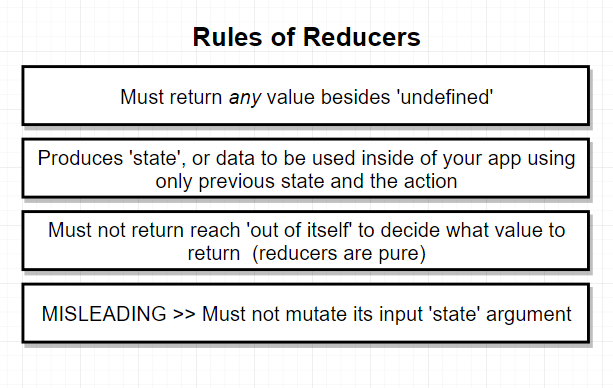 Rules of Reducers
Must return any value besides 'undefined'
Produces 'state', or data to be used inside of your app using
only previous state and the action
Must not return reach 'out of itself' to decide what value to
return (reducers are pure)
MISLEADING >> Must not mutate its input 'state' argument